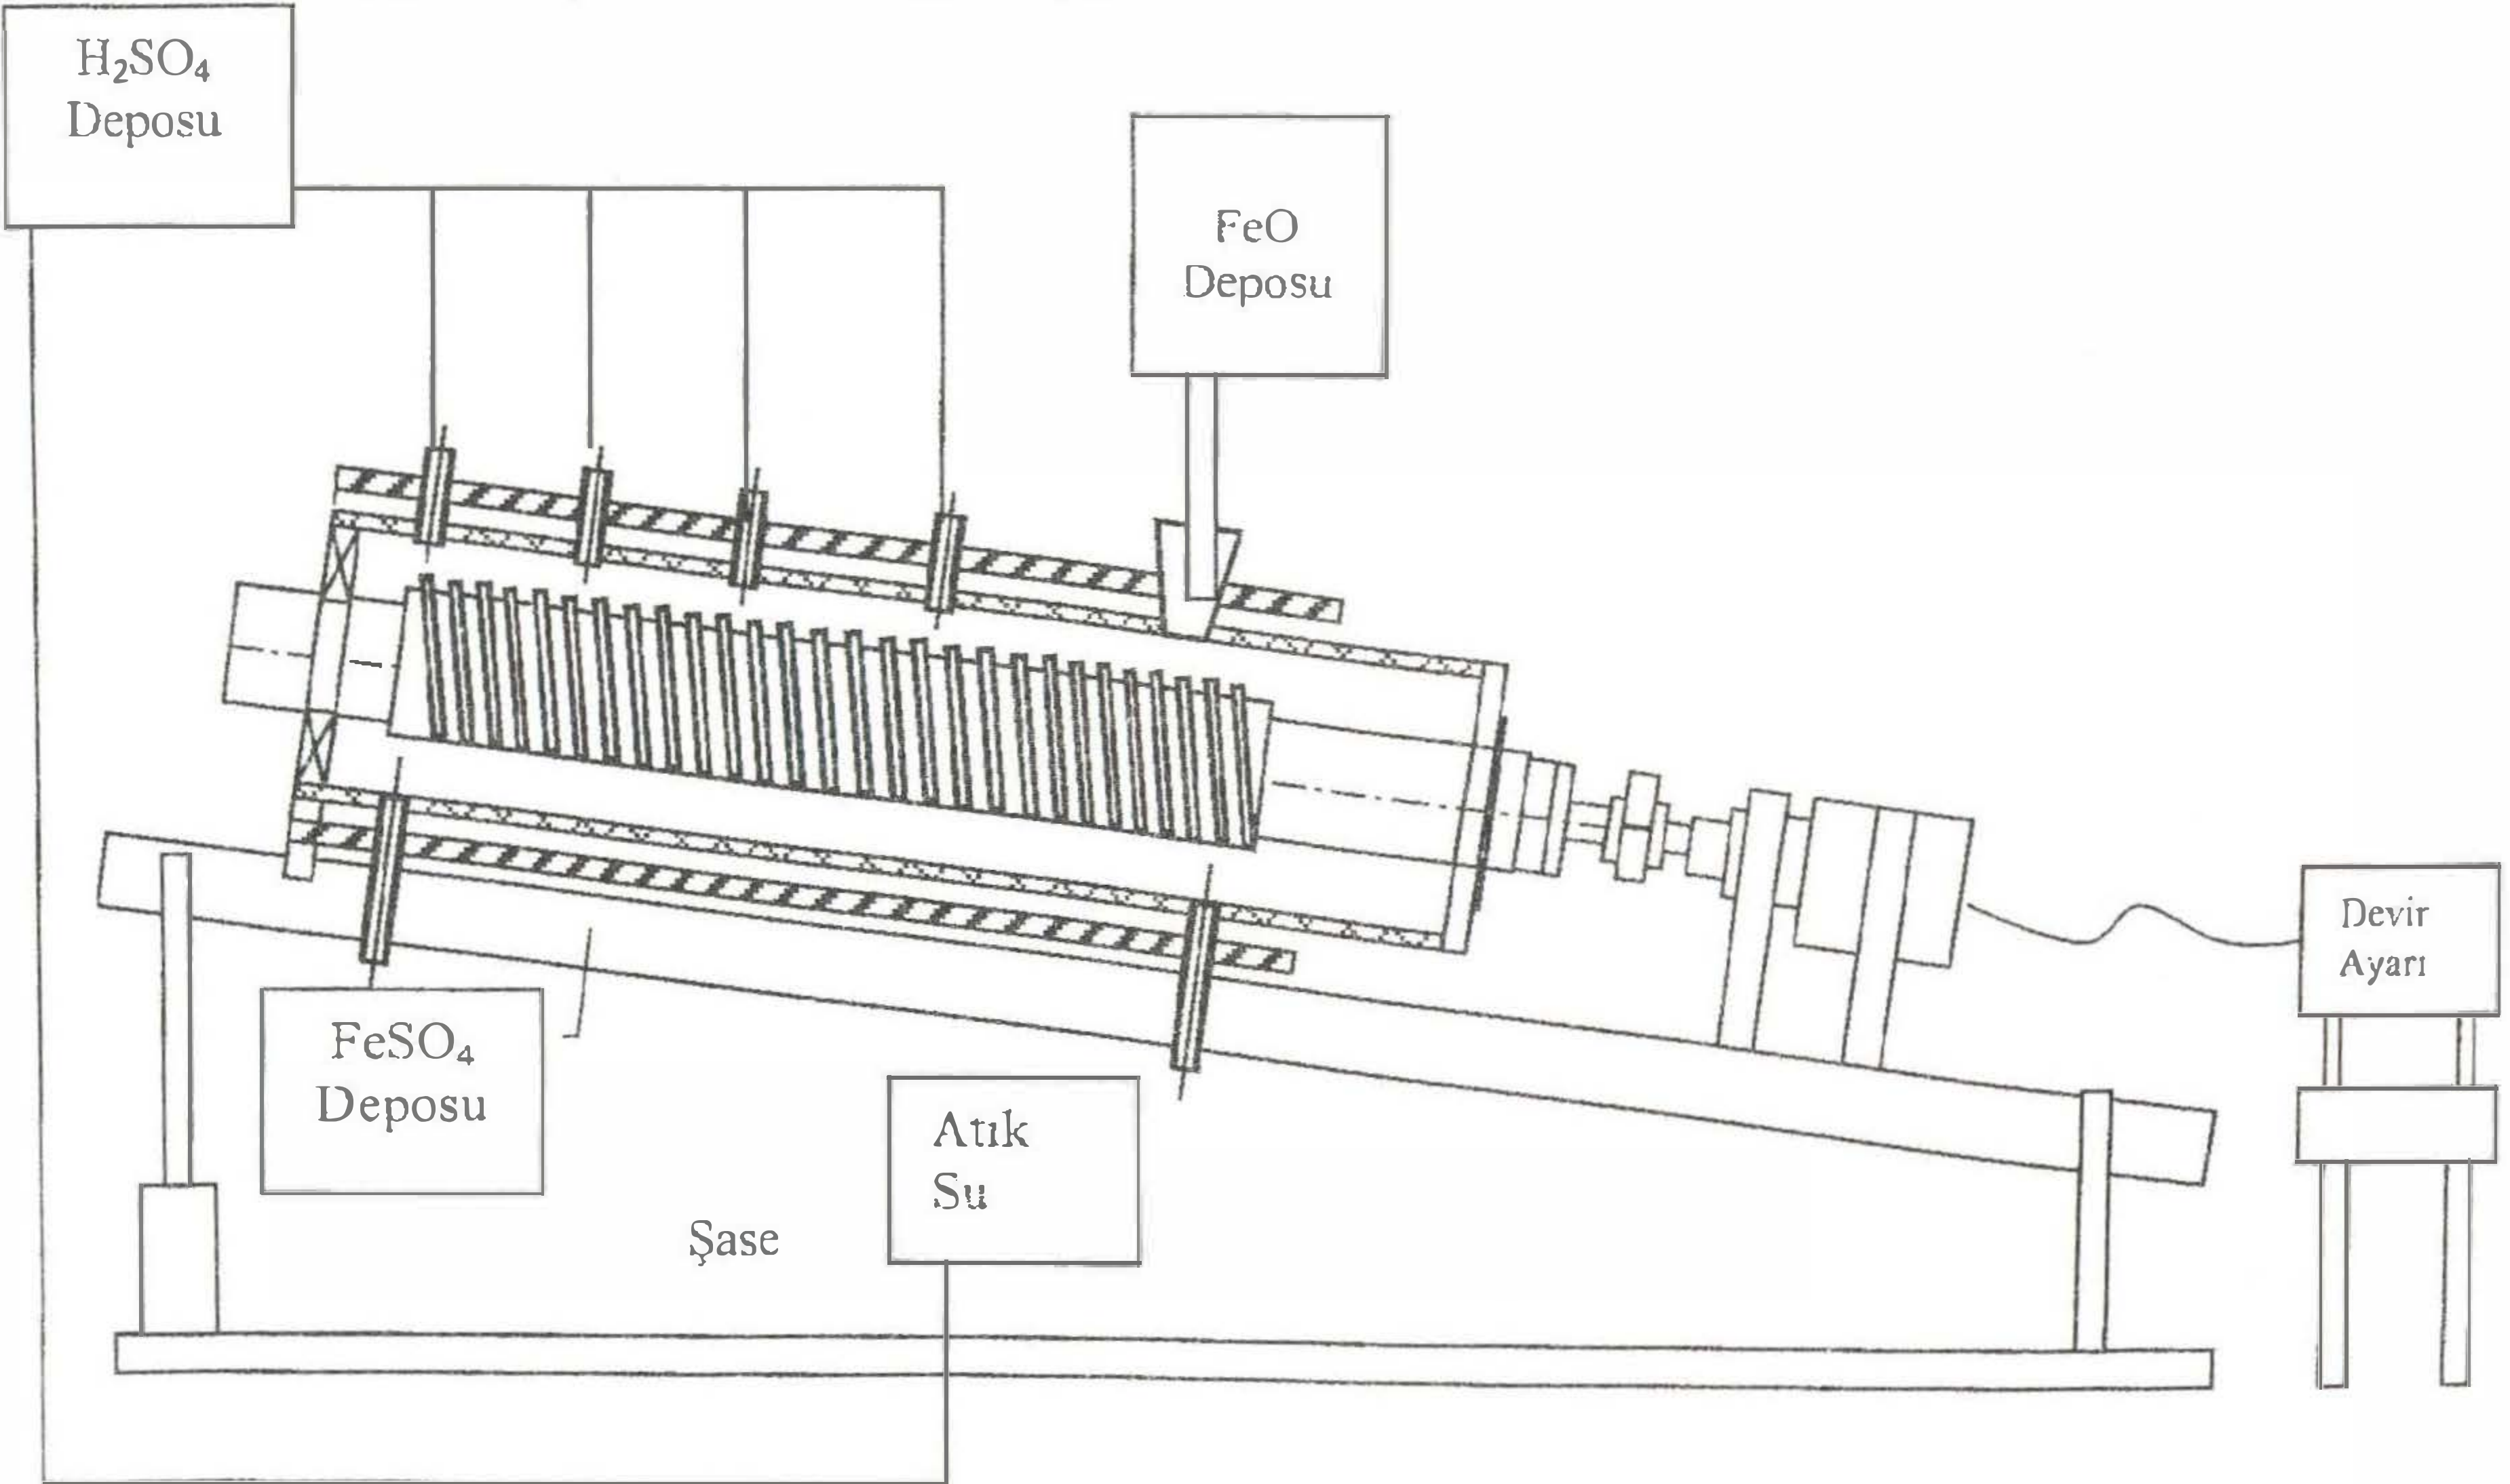 H₂SO₄
Deposu
FeO
Deposu
Devir
Ayarı
FeSO₄
Deposu
Atık
Su
Şase